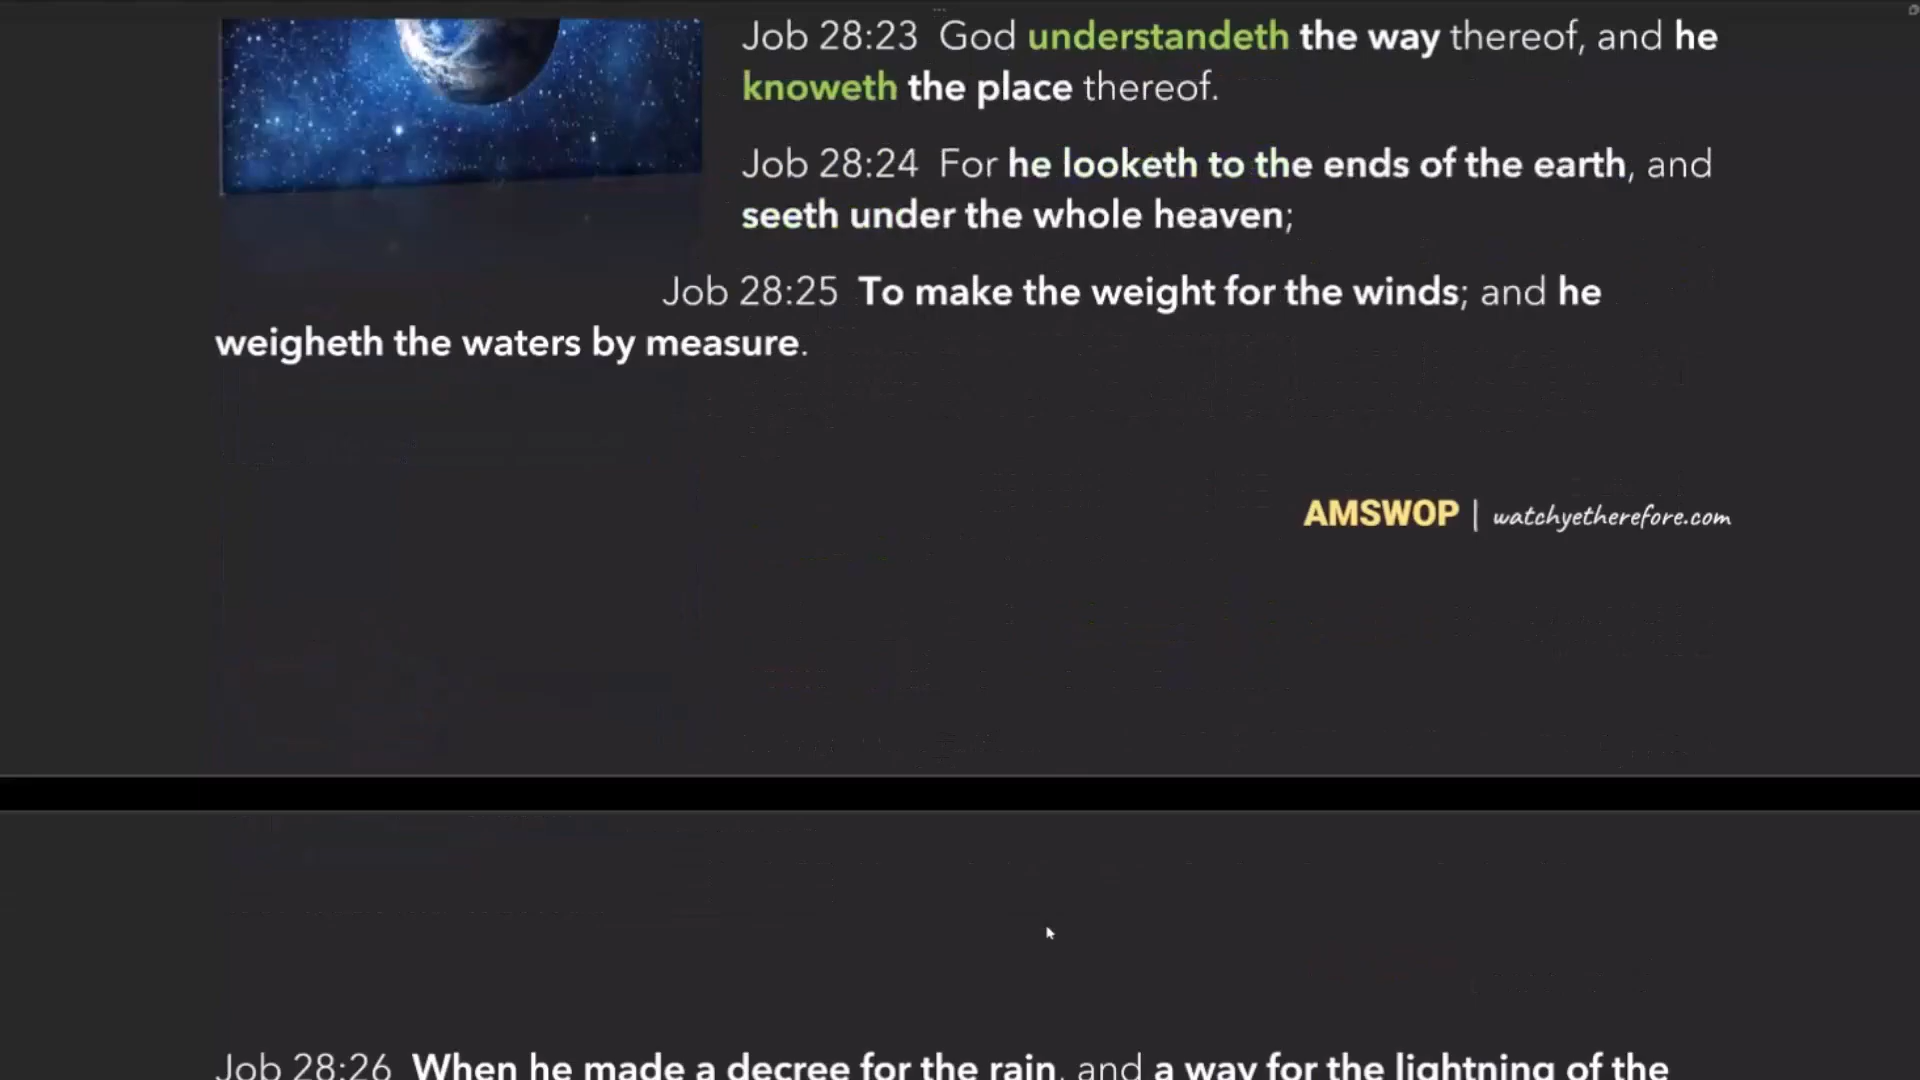 Job 28:23 God understandeth the way thereof, and he
knoweth the place thereof.
Job 28:24 For he looketh to the ends of the earth, and
seeth under the whole heaven;
Job 28:25 To make the weight for the winds; and he
weigheth the waters by measure.
AMSWOP | watchyetherefore.com
Job 28:26 When he made a decree for the rain, and a way for the lightning of the